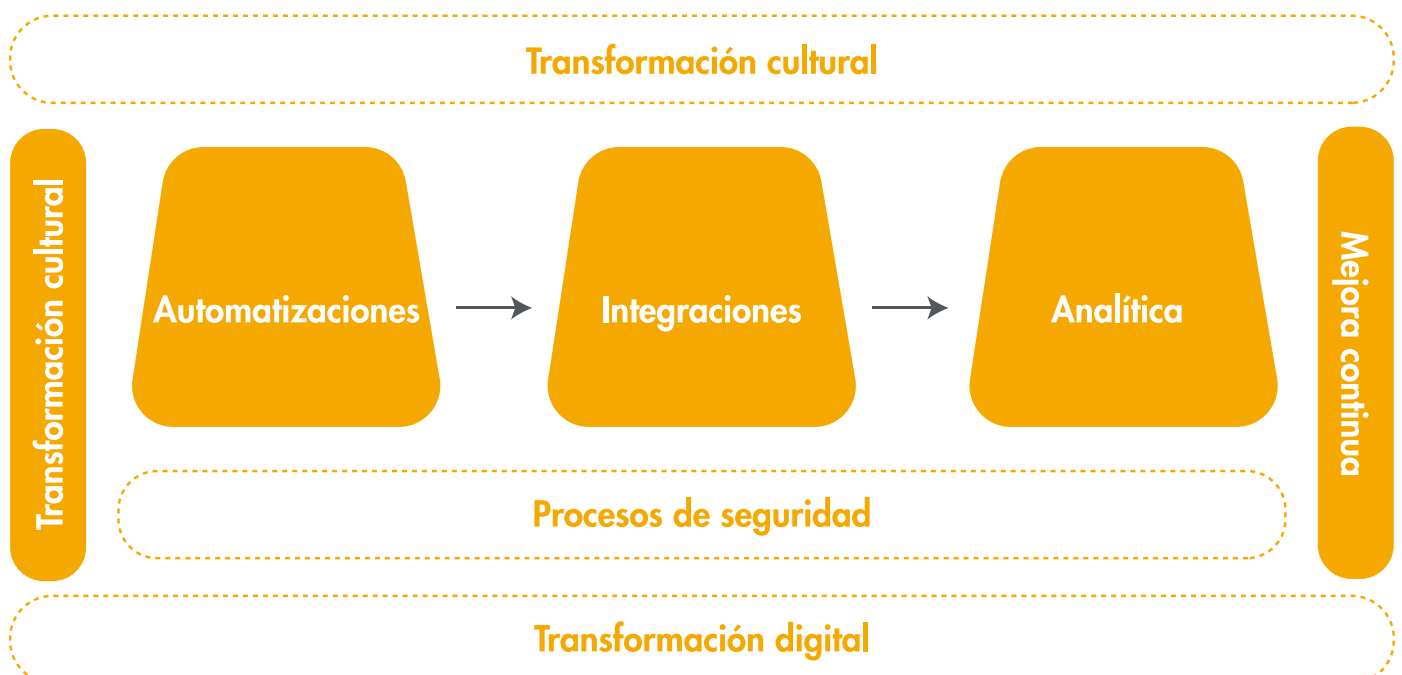 Transformación cultural
Transformación cultural
Automatizaciones
Integraciones
Analítica
Mejora continua
Procesos de seguridad
Transformación digital